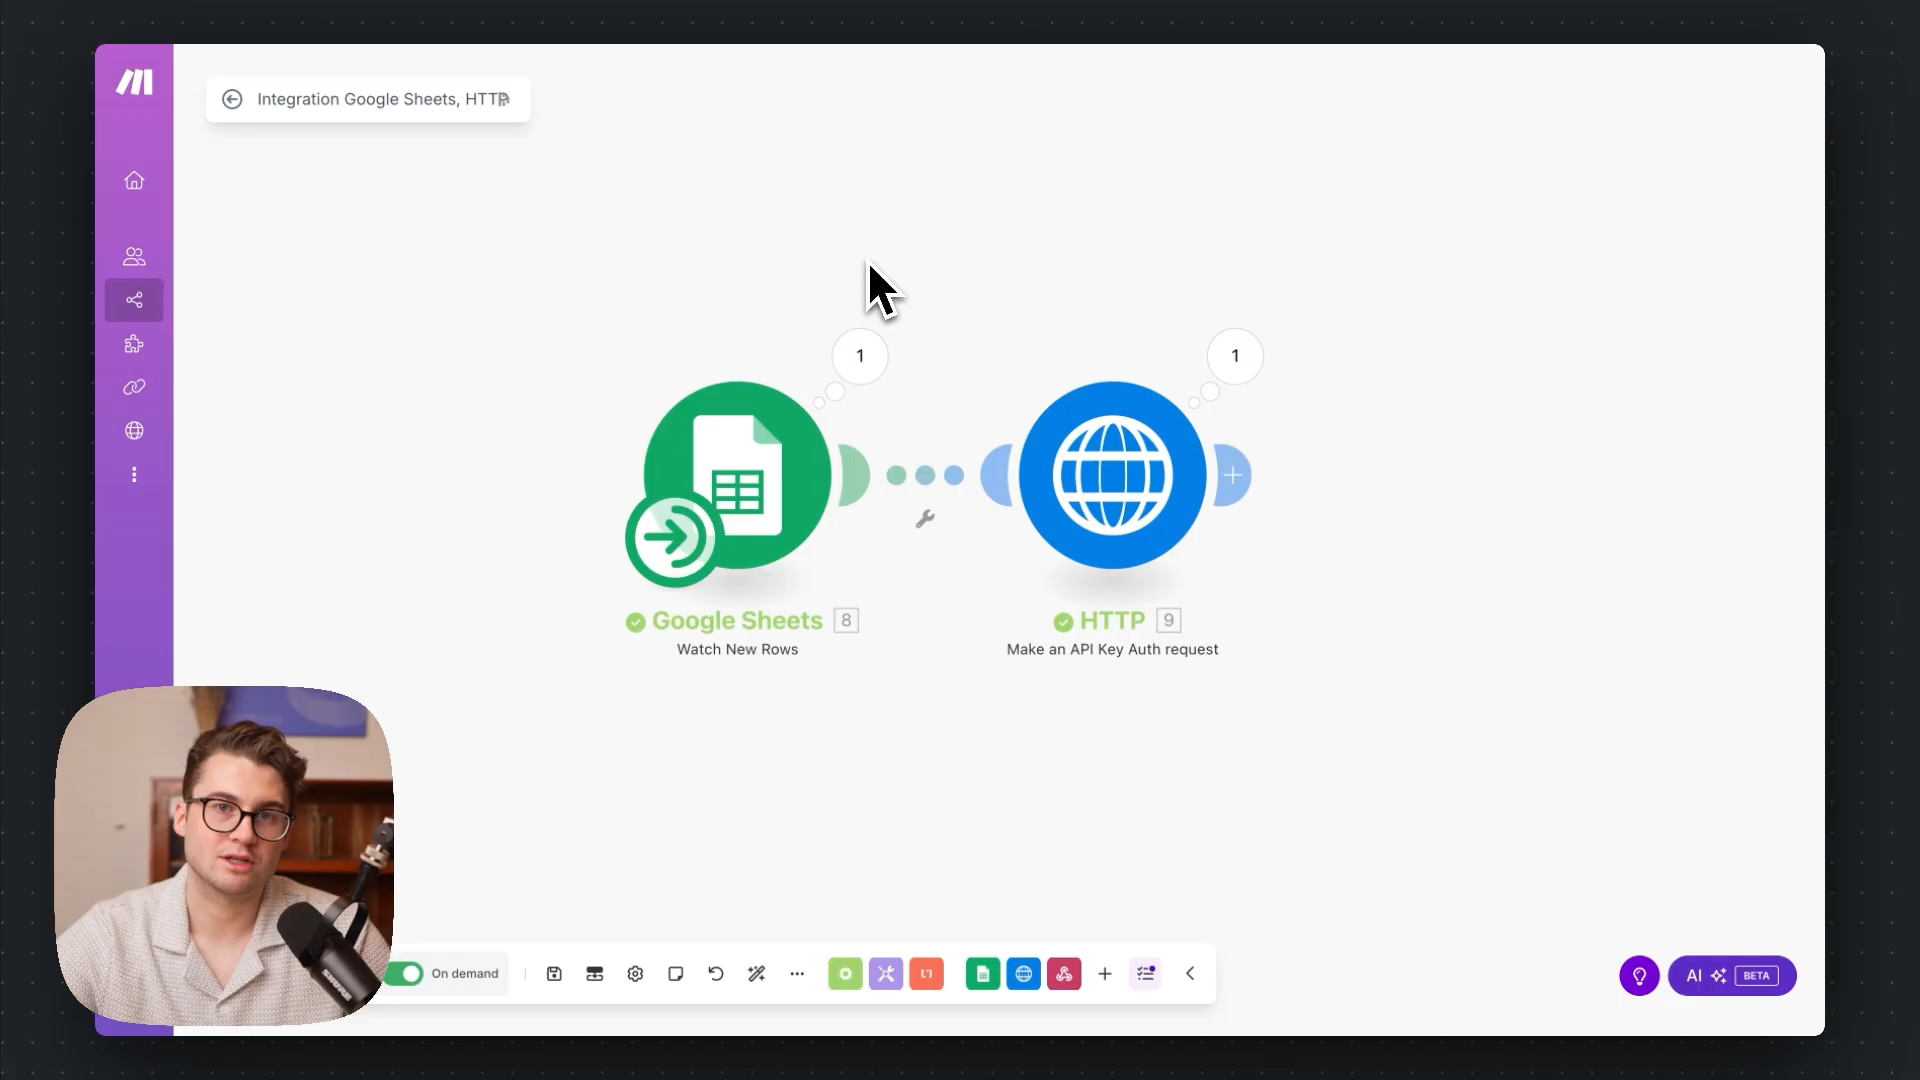 Integration Google Sheets, HTTP
1
1
Google Sheets 8
Watch New Rows
HTTP 9
Make an API Key Auth request
SHURE
On demand
AI BETA